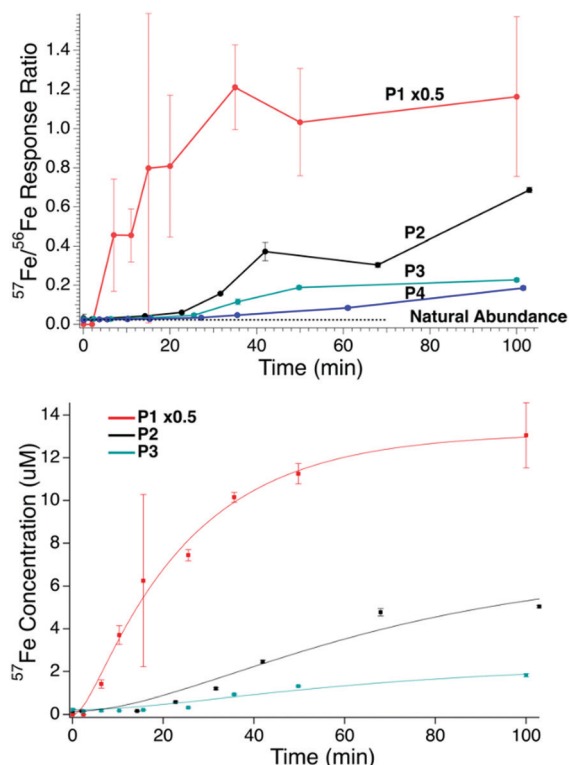 1.4
1.2
1.0
0.8
0.6
0.4
0.2
0.0
⁵⁷Fe/⁵⁶Fe Response Ratio
P1 x0.5
P2
P3
P4
Natural Abundance
0 20 40 60 80 100
Time (min)
14
12
10
8
6
4
2
0
⁵⁷Fe Concentration (uM)
P1 x0.5
P2
P3
0 20 40 60 80 100
Time (min)